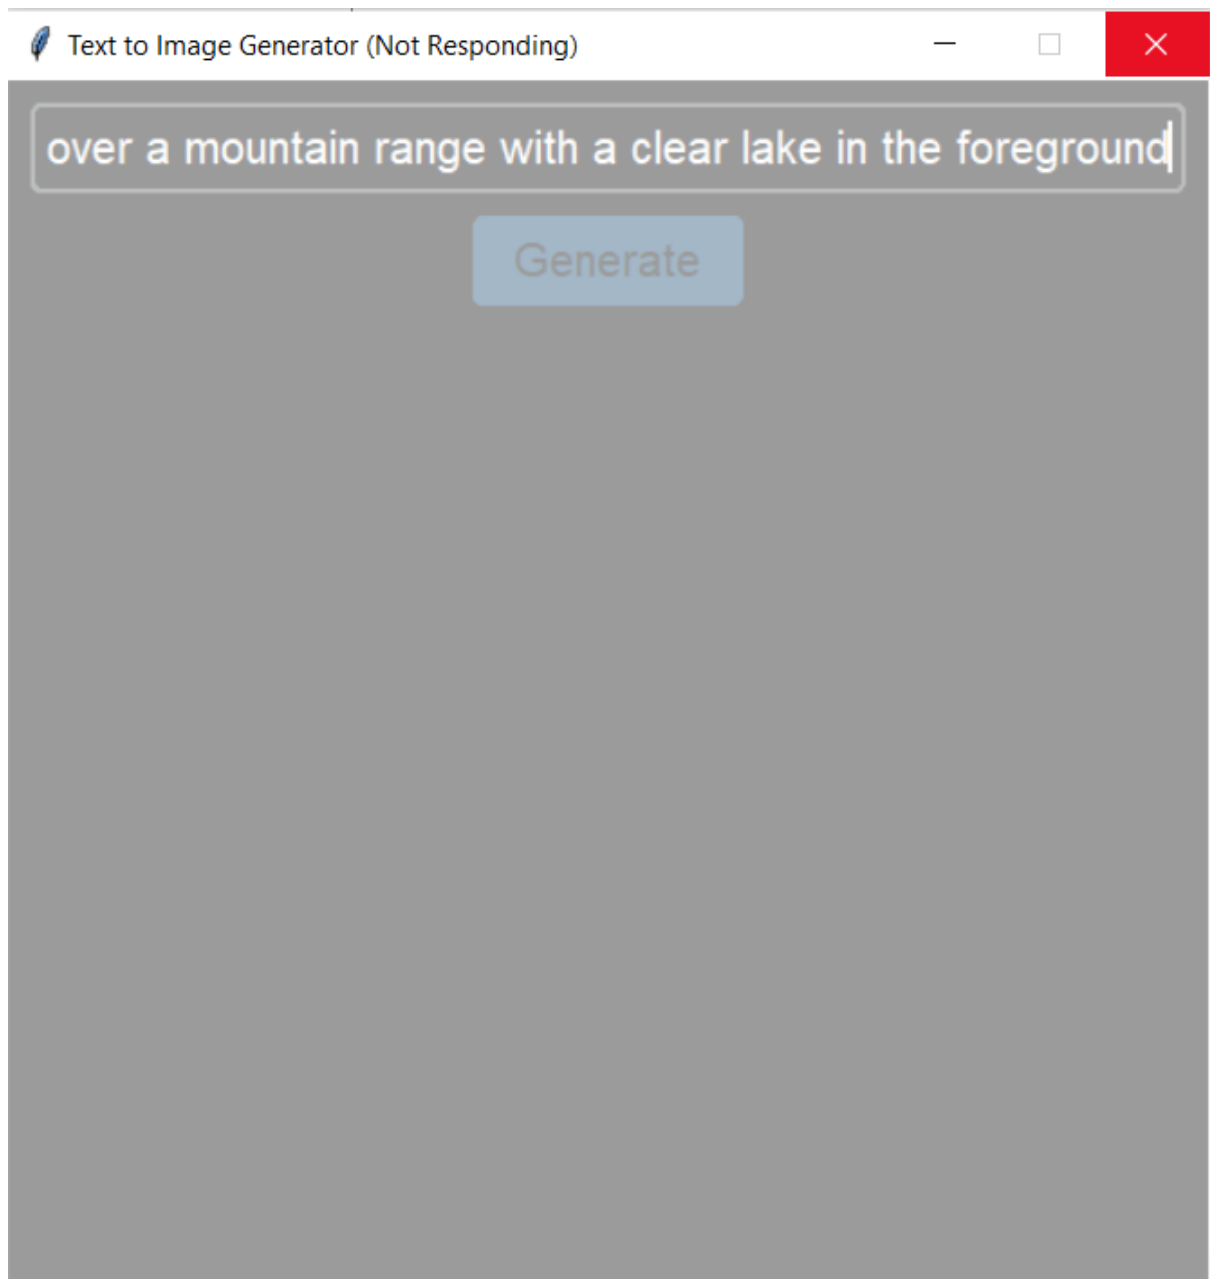 Text to Image Generator (Not Responding)
over a mountain range with a clear lake in the foreground
Generate